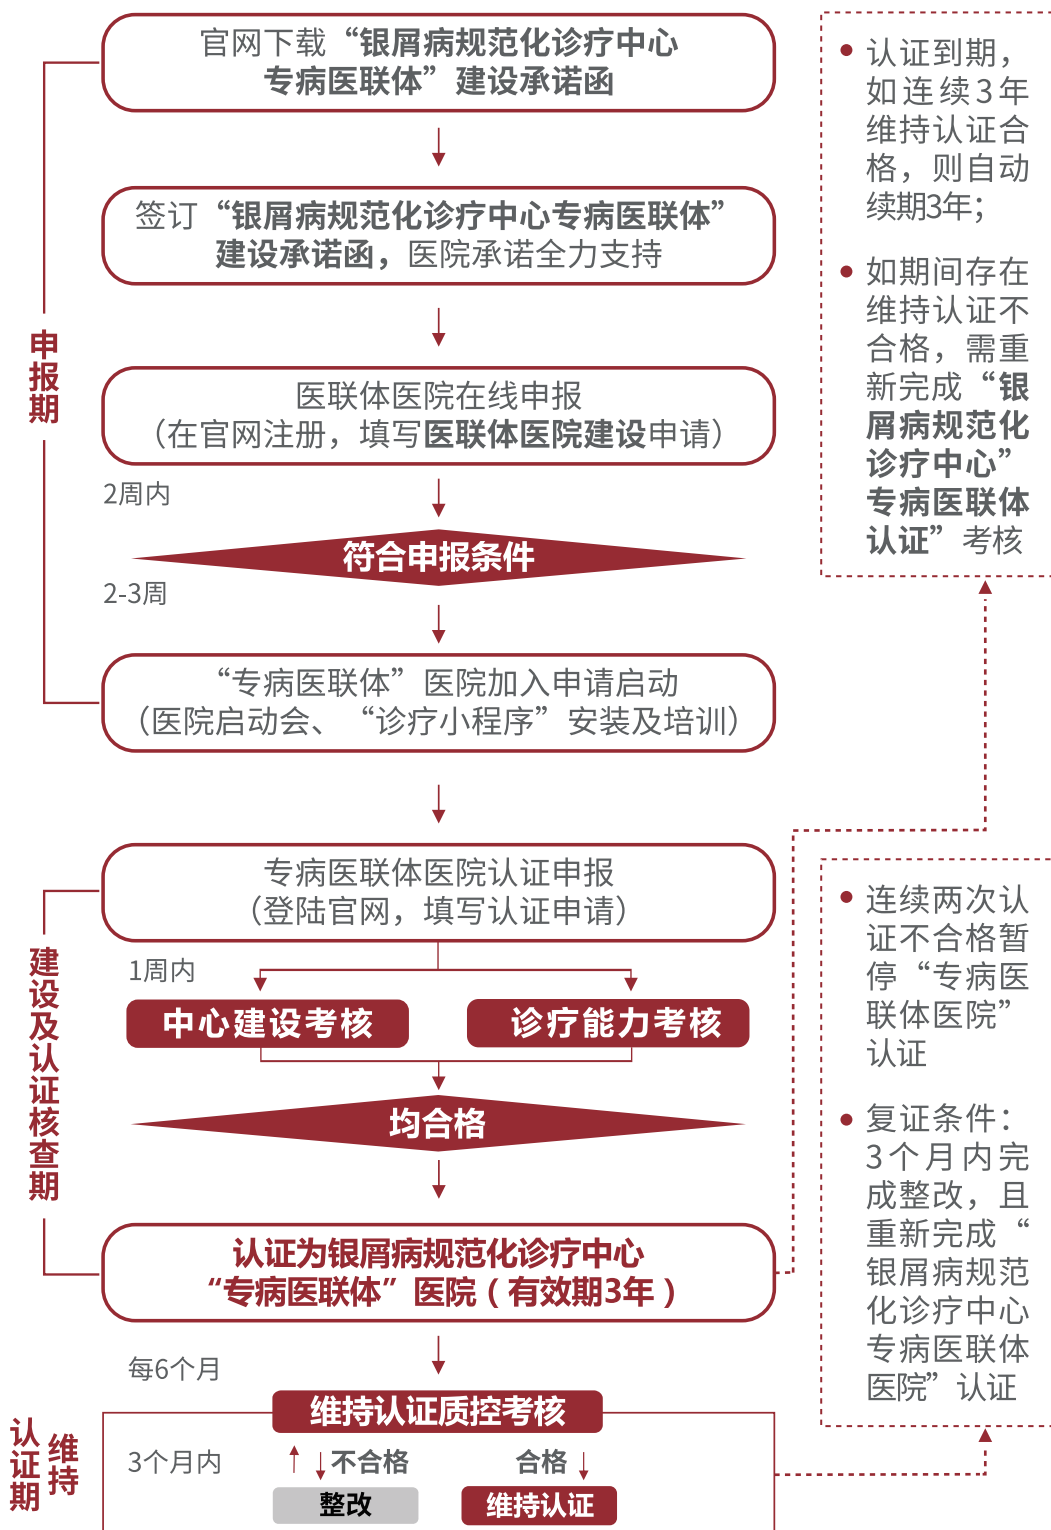 官网下载“银屑病规范化诊疗中心
专病医联体”建设承诺函
签订“银屑病规范化诊疗中心专病医联体”
建设承诺函，医院承诺全力支持
申报期
医联体医院在线申报
（在官网注册，填写医联体医院建设申请）
2周内
符合申报条件
2-3周
“专病医联体”医院加入申请启动
（医院启动会、“诊疗小程序”安装及培训）
专病医联体医院认证申报
（登陆官网，填写认证申请）
1周内
中心建设考核
诊疗能力考核
建设及认证核查期
均合格
认证为银屑病规范化诊疗中心
“专病医联体”医院（有效期3年）
每6个月
维持认证质控考核
维持
认证期
3个月内
不合格
合格
整改
维持认证
认证到期，
如连续3年
维持认证合
格，则自动
续期3年；
如期间存在
维持认证不
合格，需重
新完成“银
屑病规范化
诊疗中心”
专病医联体
认证”考核
连续两次认
证不合格暂
停“专病医
联体医院”
认证
复证条件：
3个月内完
成整改，且
重新完成“
银屑病规范
化诊疗中心
专病医联体
医院”认证